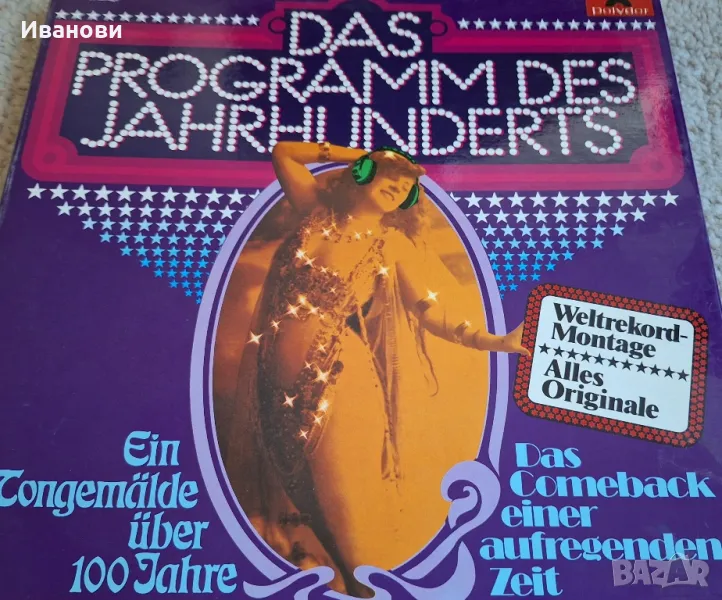 Иванови
Polydor
DAS
PROGRAMM DES
JAHRHUNDERTS
Weltrekord-
Montage
Alles
Originale
Ein
Tongemälde
über
100 Jahre
Das
Comeback
einer
aufregenden
Zeit
BAZAR